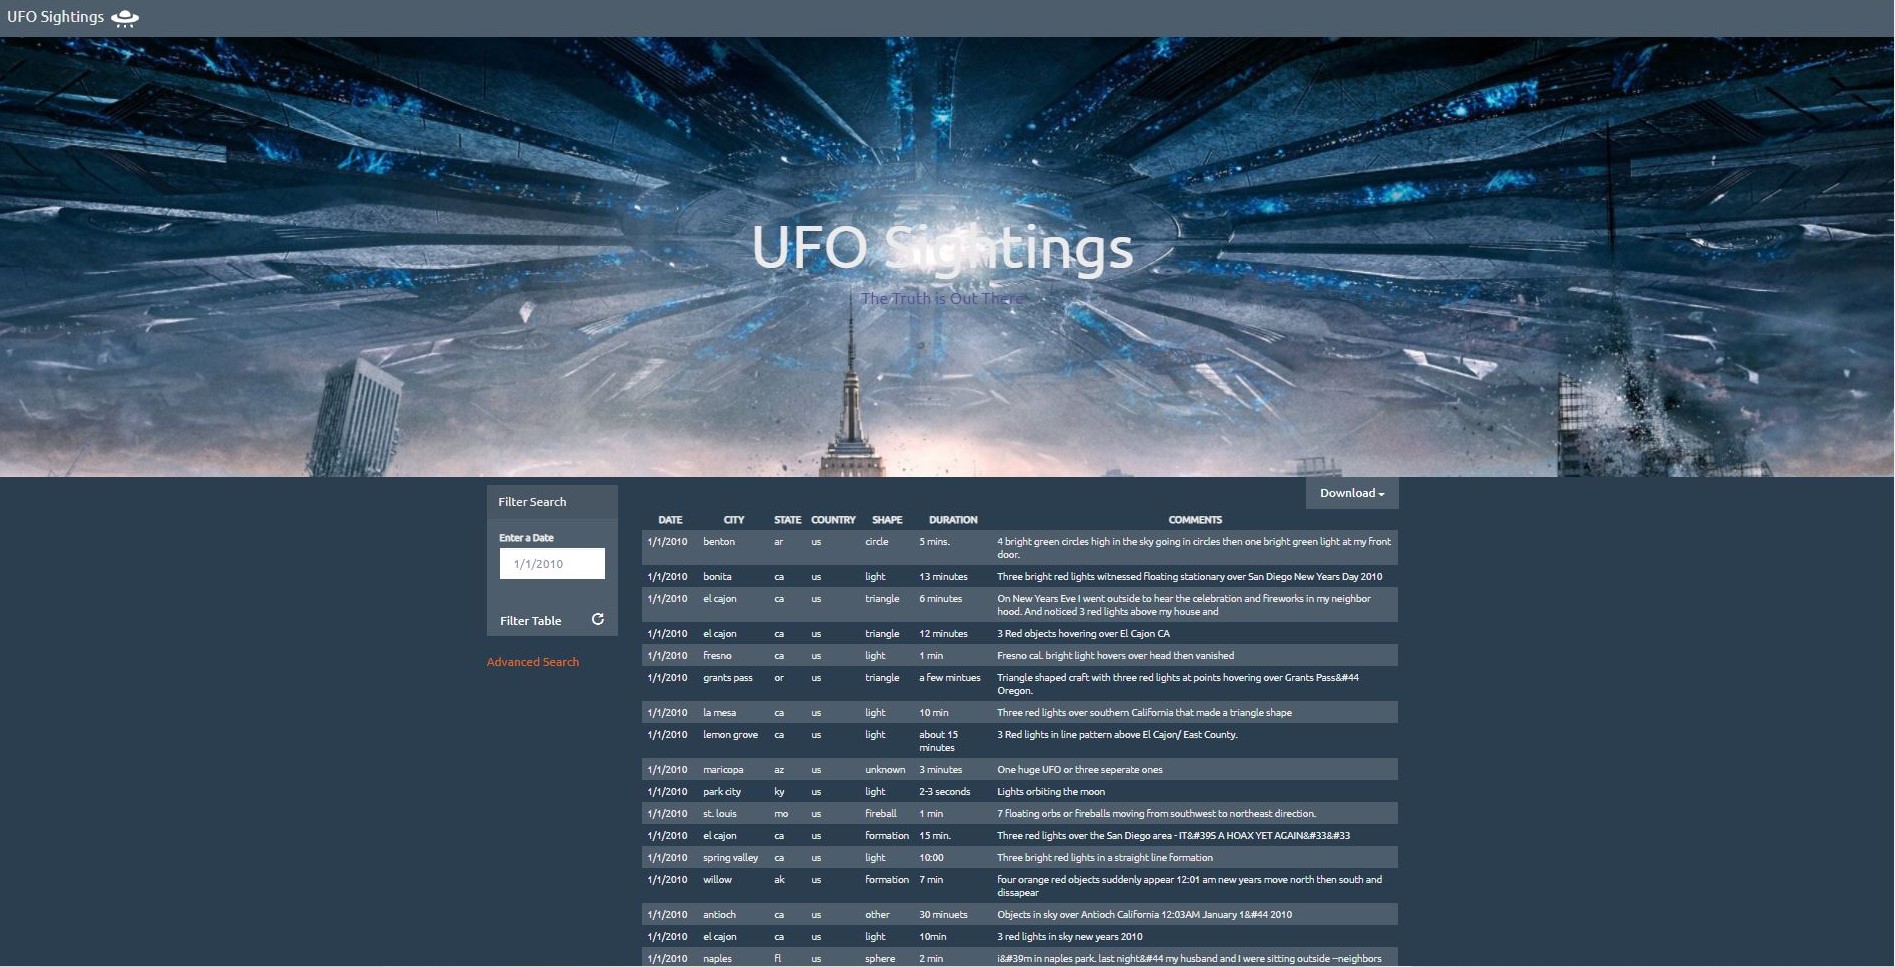 UFO Sightings
UFO Sightings
The Truth is Out There
Filter Search
Enter a Date
1/1/2010
Filter Table
Advanced Search
Download
DATE CITY STATE COUNTRY SHAPE DURATION COMMENTS
1/1/2010 benton ar us circle 5 mins. 4 bright green circles high in the sky going in circles then one bright green light at my front
door.
1/1/2010 bonita ca us light 13 minutes Three bright red lights witnessed floating stationary over San Diego New Years Day 2010
1/1/2010 el cajon ca us triangle 6 minutes On New Years Eve I went outside to hear the celebration and fireworks in my neighbor
hood. And noticed 3 red lights above my house and
1/1/2010 el cajon ca us triangle 12 minutes 3 Red objects hovering over El Cajon CA
1/1/2010 fresno ca us light 1 min Fresno cal. bright light hovers over head then vanished
1/1/2010 grants pass or us triangle a few mintues Triangle shaped craft with three red lights at points hovering over Grants Pass&#44
Oregon.
1/1/2010 la mesa ca us light 10 min Three red lights over southern California that made a triangle shape
1/1/2010 lemon grove ca us light about 15 3 Red lights in line pattern above El Cajon/ East County.
minutes
1/1/2010 maricopa az us unknown 3 minutes One huge UFO or three seperate ones
1/1/2010 park city ky us light 2-3 seconds Lights orbiting the moon
1/1/2010 st. louis mo us fireball 1 min 7 floating orbs or fireballs moving from southwest to northeast direction.
1/1/2010 el cajon ca us formation 15 min. Three red lights over the San Diego area - IT&#39S A HOAX YET AGAIN&#33&#33
1/1/2010 spring valley ca us light 10:00 Three bright red lights in a straight line formation
1/1/2010 willow ak us formation 7 min four orange red objects suddenly appear 12:01 am new years move north then south and
dissapear
1/1/2010 antioch ca us other 30 minuets Objects in sky over Antioch California 12:03AM January 1&#44 2010
1/1/2010 el cajon ca us light 10min 3 red lights in sky new years 2010
1/1/2010 naples fl us sphere 2 min i&#39m in naples park. last night&#44 my husband and I were sitting outside --neighbors